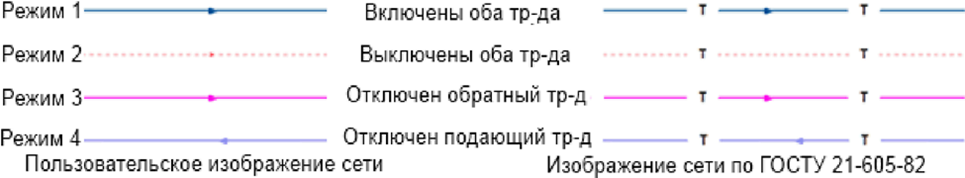 Режим 1 Включены оба тр-да Т Т
Режим 2 Выключены оба тр-да Т Т
Режим 3 Отключен обратный тр-д Т Т
Режим 4 Отключен подающий тр-д Т Т
Пользовательское изображение сети Изображение сети по ГОСТУ 21-605-82